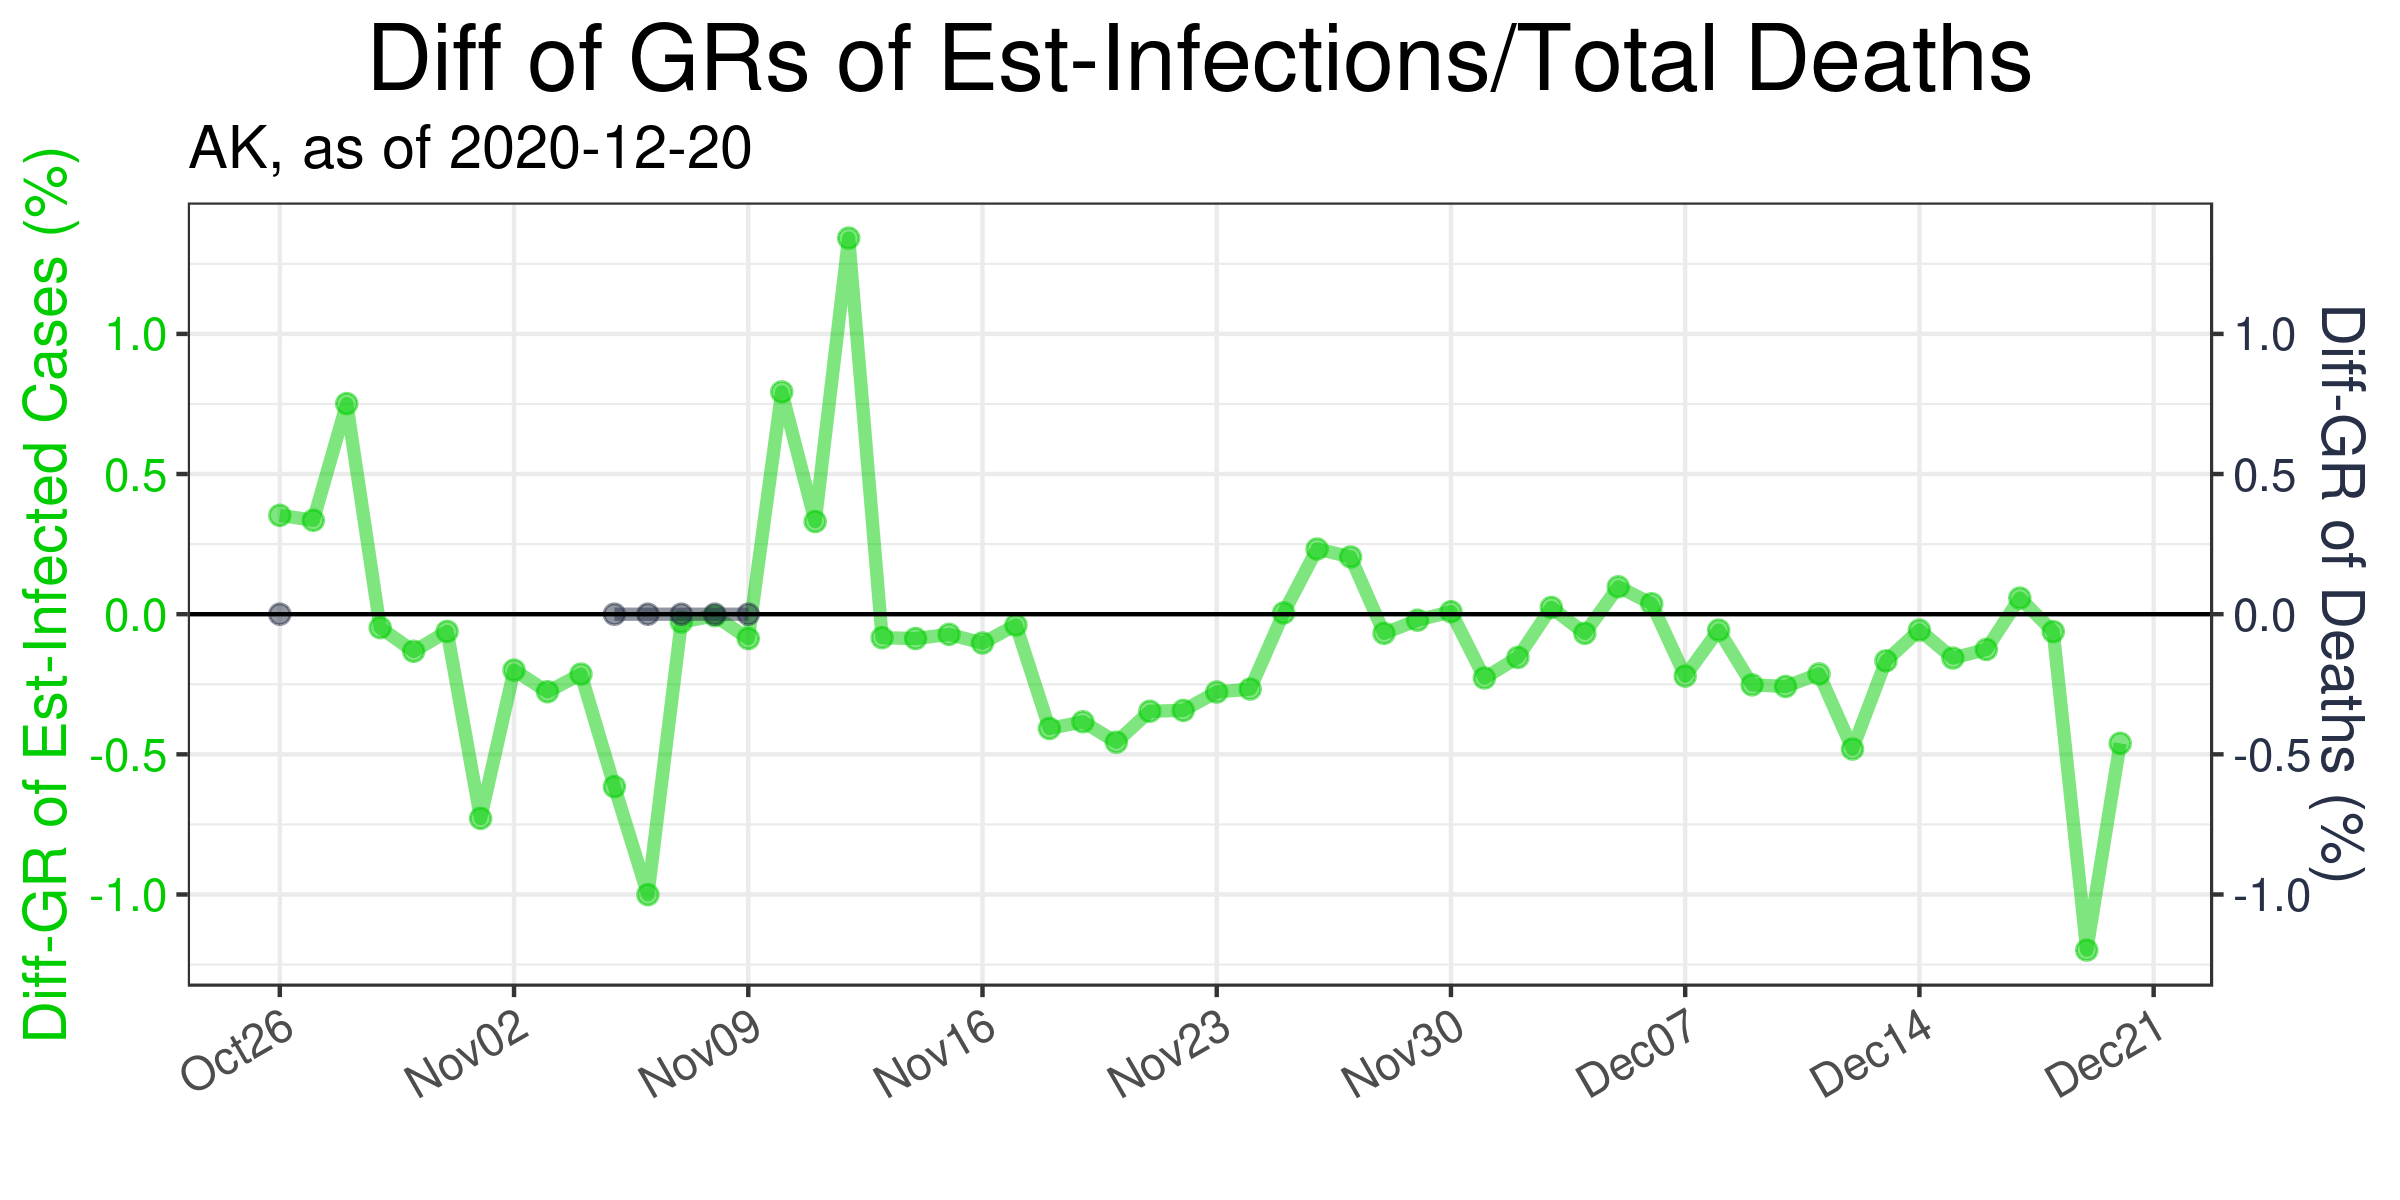 Diff of GRs of Est-Infections/Total Deaths
AK, as of 2020-12-20
Diff-GR of Est-Infected Cases (%)
1.0
0.5
0.0
-0.5
-1.0
1.0
0.5
0.0
-0.5
-1.0
Diff-GR of Deaths (%)
Oct26
Nov02
Nov09
Nov16
Nov23
Nov30
Dec07
Dec14
Dec21